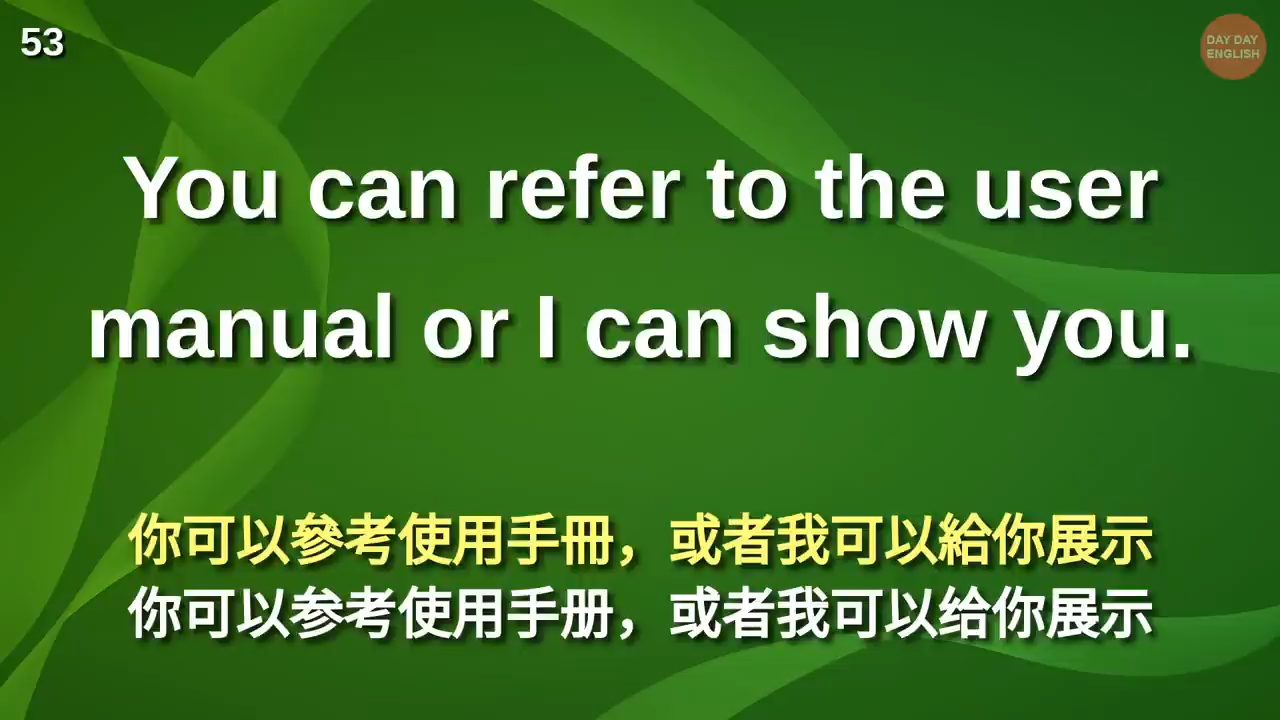 53
DAY DAY
ENGLISH
You can refer to the user
manual or I can show you.
你可以參考使用手冊，或者我可以給你展示
你可以参考使用手册，或者我可以给你展示